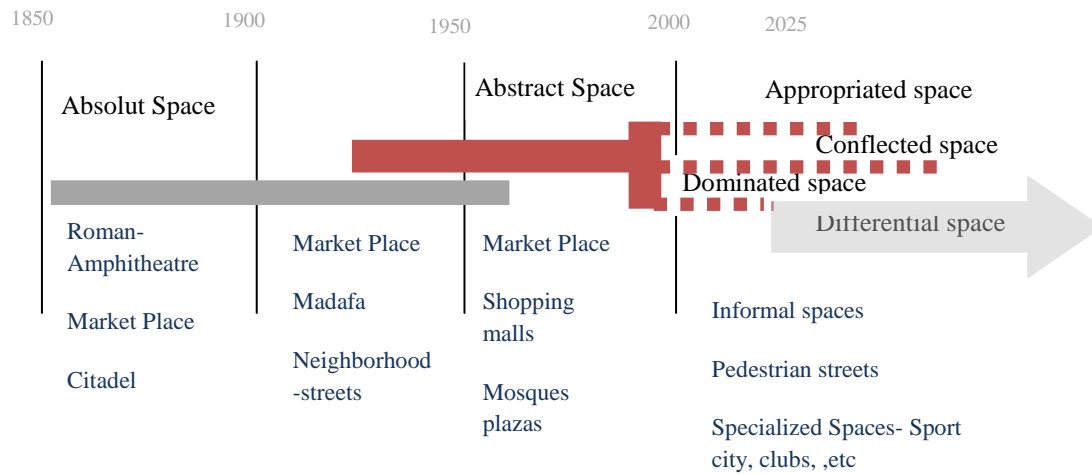 1850
1900
1950
2000
2025
Absolut Space
Abstract Space
Appropriated space
Conflected space
Dominated space
Differential space
Roman-
Amphitheatre
Market Place
Citadel
Market Place
Madafa
Neighborhood
-streets
Market Place
Shopping
malls
Mosques
plazas
Informal spaces
Pedestrian streets
Specialized Spaces- Sport
city, clubs, ,etc